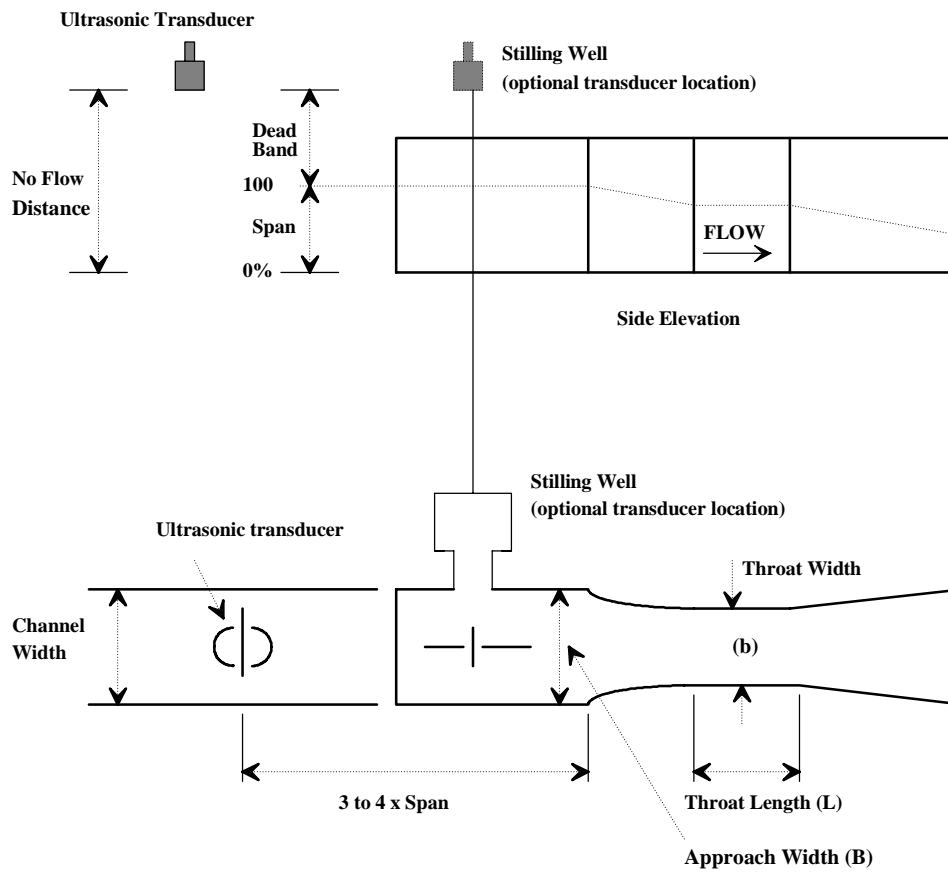 Ultrasonic Transducer
Stilling Well
(optional transducer location)
Dead
Band
No Flow
Distance
100
Span
0%
FLOW
Side Elevation
Stilling Well
(optional transducer location)
Ultrasonic transducer
Throat Width
Channel
Width
(b)
3 to 4 x Span
Throat Length (L)
Approach Width (B)